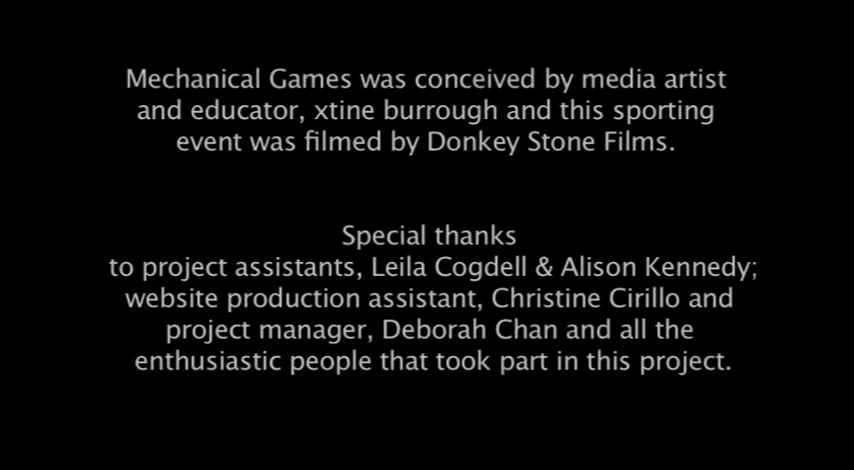 Mechanical Games was conceived by media artist
and educator, xtine burrough and this sporting
event was filmed by Donkey Stone Films.
Special thanks
to project assistants, Leila Cogdell & Alison Kennedy;
website production assistant, Christine Cirillo and
project manager, Deborah Chan and all the
enthusiastic people that took part in this project.